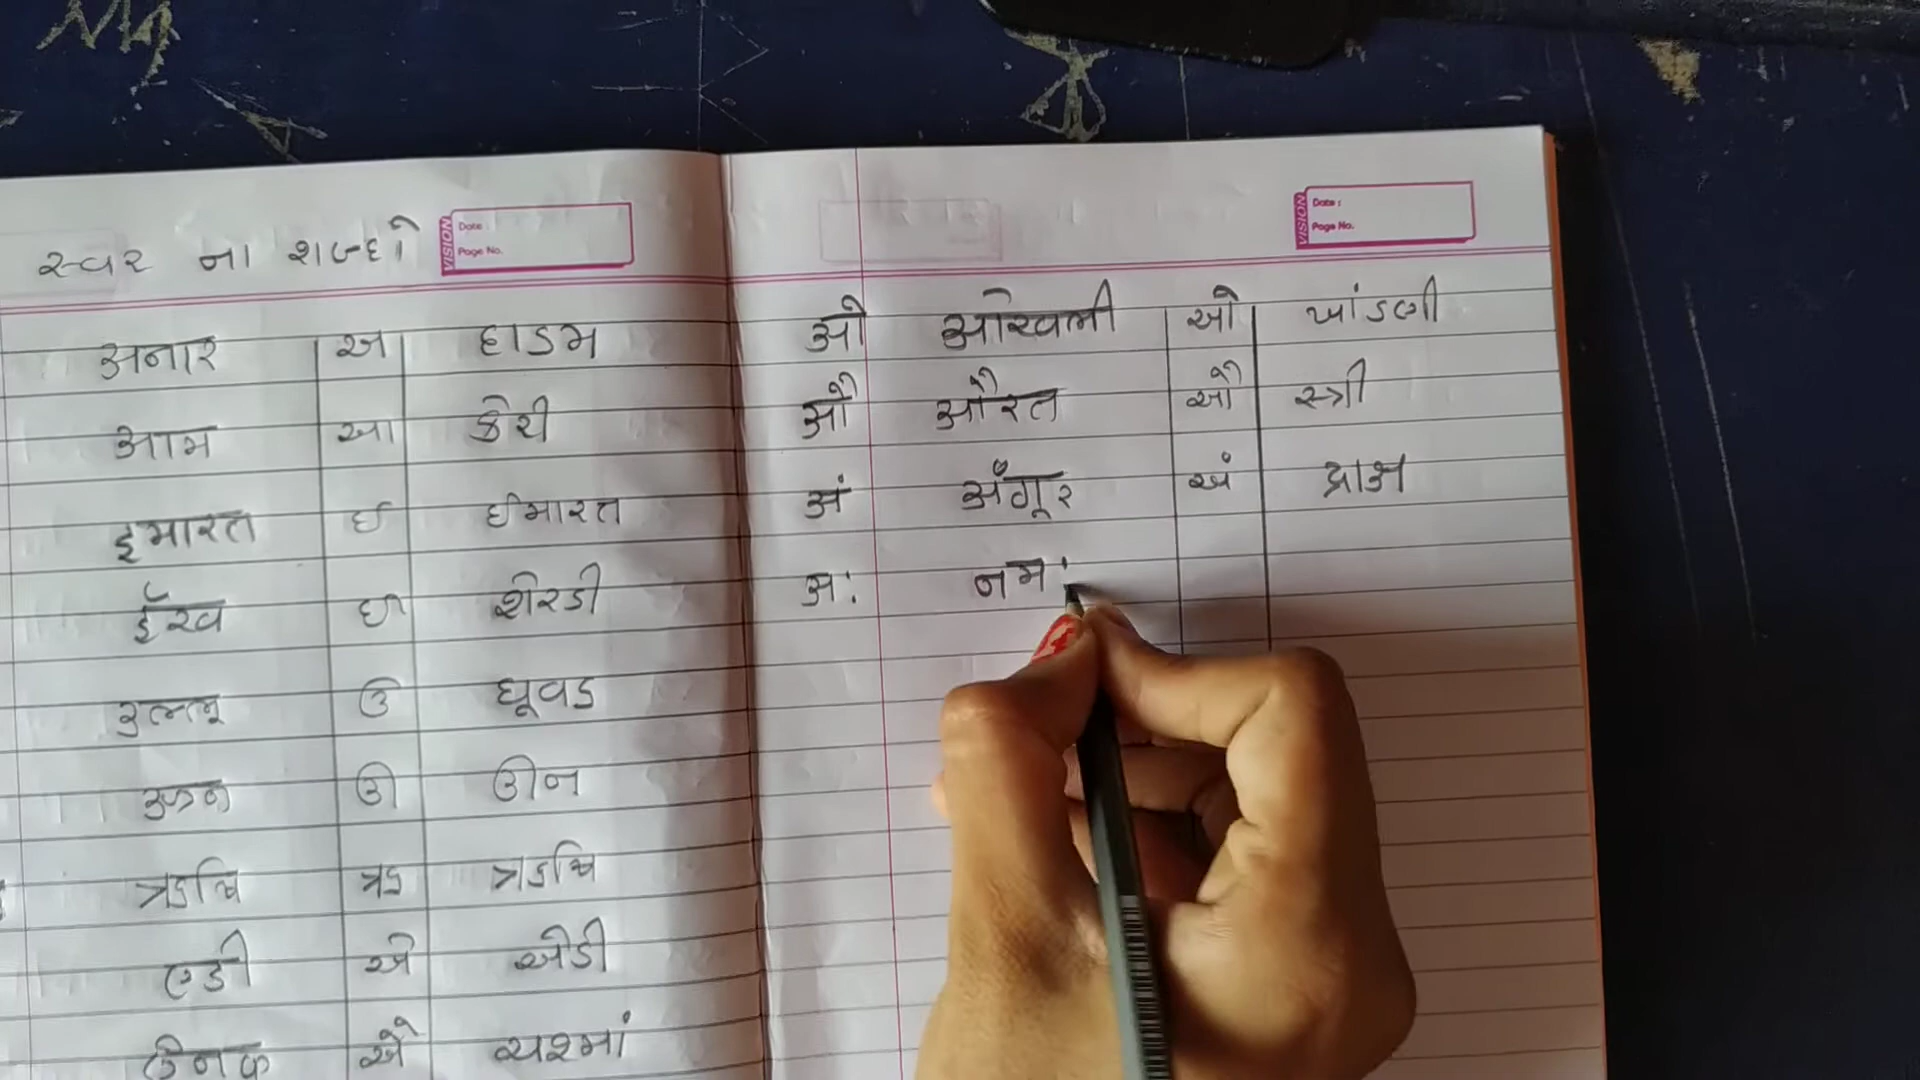 સ્વર ના શબ્દો
VISION Date : Page No.
अनार અ દાડમ
आम આ કેરી
इमारत ઇ ઈમારત
ईख ઈ શેરડી
उल्लू ઉ ઘૂવડ
ऊन ઊ ઊન
ऋषि ઋ ઋષિ
एडी એ એડી
ऐनक ઐ ચશ્માં
VISION Date : Page No.
ओ ओखली ઓ ખાંડણી
औ औरत ઔ સ્ત્રી
अं अँगूर અં દ્રાક્ષ
अः नमः